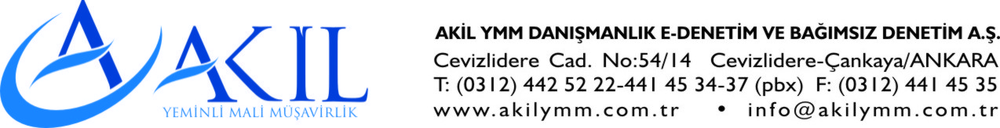 AKIL
YEMİNLİ MALİ MÜŞAVİRLİK
AKİL YMM DANIŞMANLIK E-DENETİM VE BAĞIMSIZ DENETİM A.Ş.
Cevizlidere Cad. No:54/14 Cevizlidere-Çankaya/ANKARA
T: (0312) 442 52 22-441 45 34-37 (pbx) F: (0312) 441 45 35
www.akilymm.com.tr • info@akilymm.com.tr